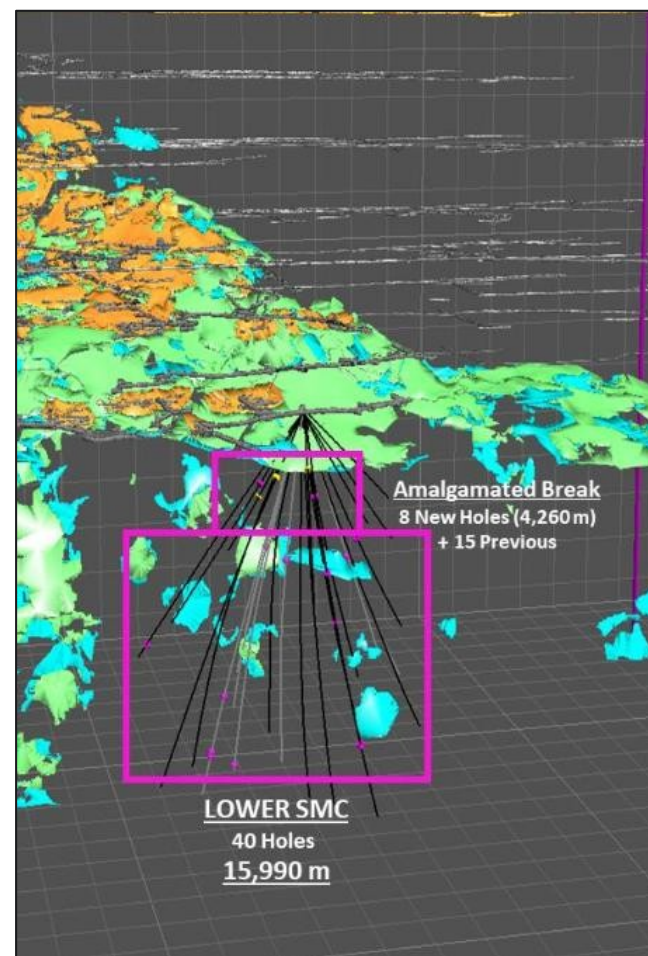 Amalgamated Break
8 New Holes (4,260 m)
+ 15 Previous
LOWER SMC
40 Holes
15,990 m